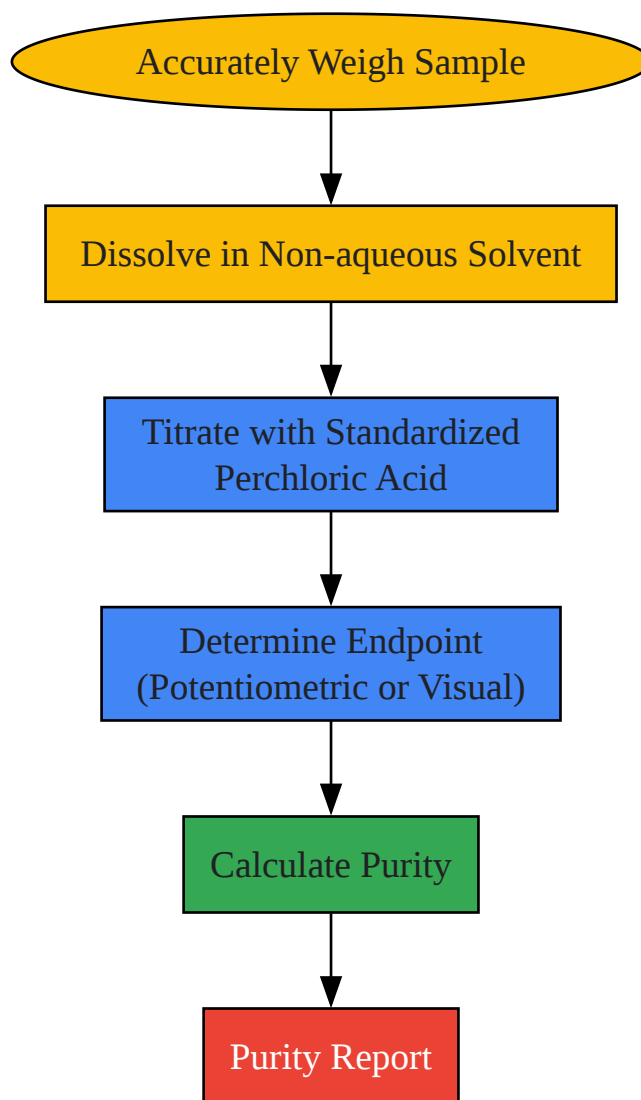 Accurately Weigh Sample
Dissolve in Non-aqueous Solvent
Titrate with Standardized
Perchloric Acid
Determine Endpoint
(Potentiometric or Visual)
Calculate Purity
Purity Report